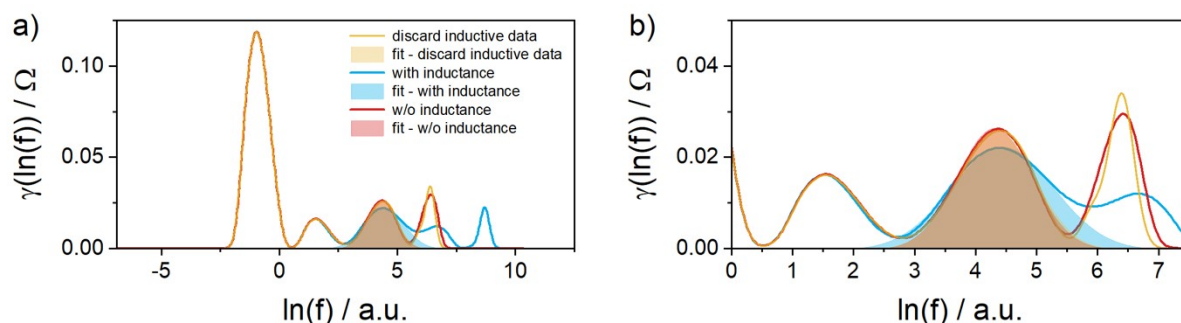 a)
γ(ln(f)) / Ω
0.10
0.05
0.00
-5
0
5
10
ln(f) / a.u.
discard inductive data
fit - discard inductive data
with inductance
fit - with inductance
w/o inductance
fit - w/o inductance
b)
γ(ln(f)) / Ω
0.04
0.02
0.00
0
1
2
3
4
5
6
7
ln(f) / a.u.